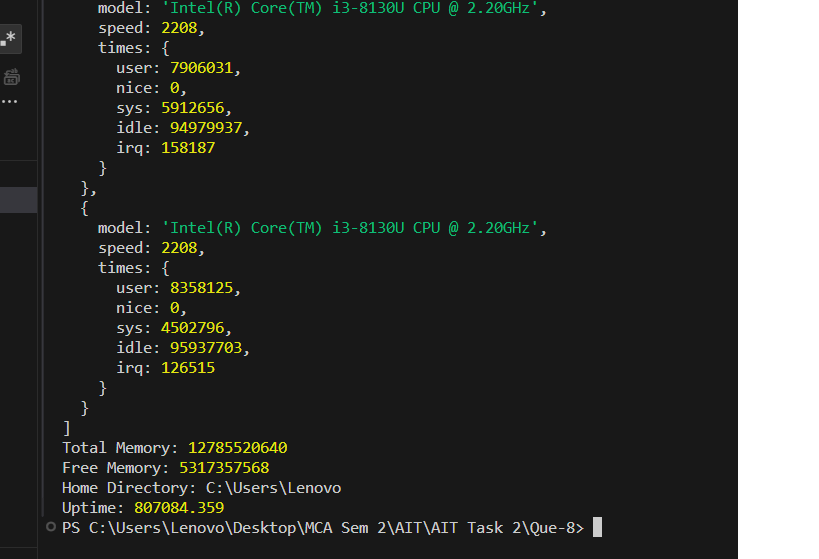 model: 'Intel(R) Core(TM) i3-8130U CPU @ 2.20GHz',
speed: 2208,
times: {
user: 7906031,
nice: 0,
sys: 5912656,
idle: 94979937,
irq: 158187
}
},
{
model: 'Intel(R) Core(TM) i3-8130U CPU @ 2.20GHz',
speed: 2208,
times: {
user: 8358125,
nice: 0,
sys: 4502796,
idle: 95937703,
irq: 126515
}
}
]
Total Memory: 12785520640
Free Memory: 5317357568
Home Directory: C:\Users\Lenovo
Uptime: 807084.359
PS C:\Users\Lenovo\Desktop\MCA Sem 2\AIT\AIT Task 2\Que-8>